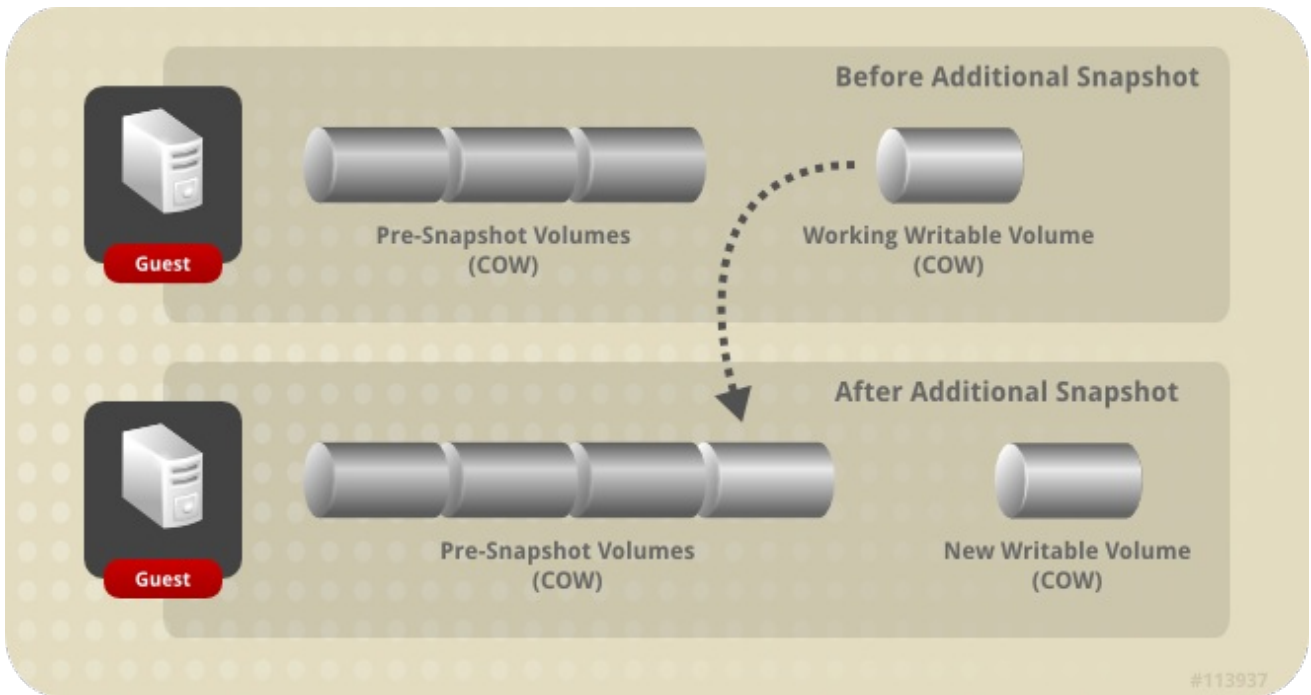 Before Additional Snapshot
Guest
Pre-Snapshot Volumes
(COW)
Working Writable Volume
(COW)
After Additional Snapshot
Guest
Pre-Snapshot Volumes
(COW)
New Writable Volume
(COW)
#113937